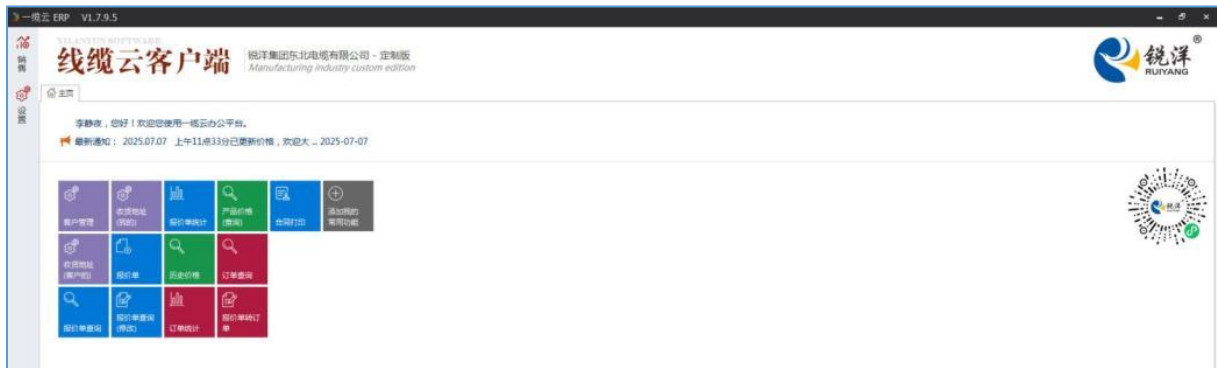 一缆云 ERP V1.7.9.5
销售
设置
YILANYUN SOFTWARE
线缆云客户端
锐洋集团东北电缆有限公司 - 定制版
Manufacturing industry custom edition
锐洋®
RUIYANG
主页
李静夜，您好！欢迎您使用一缆云办公平台。
最新通知： 2025.07.07 上午11点33分已更新价格，欢迎大 .. 2025-07-07
客户管理
收货地址
(我的)
报价单统计
产品价格
(查询)
合同打印
添加我的
常用功能
收货地址
(客户的)
报价单
历史价格
订单查询
报价单查询
报价单查询
(修改)
订单统计
报价单转订
单
锐洋